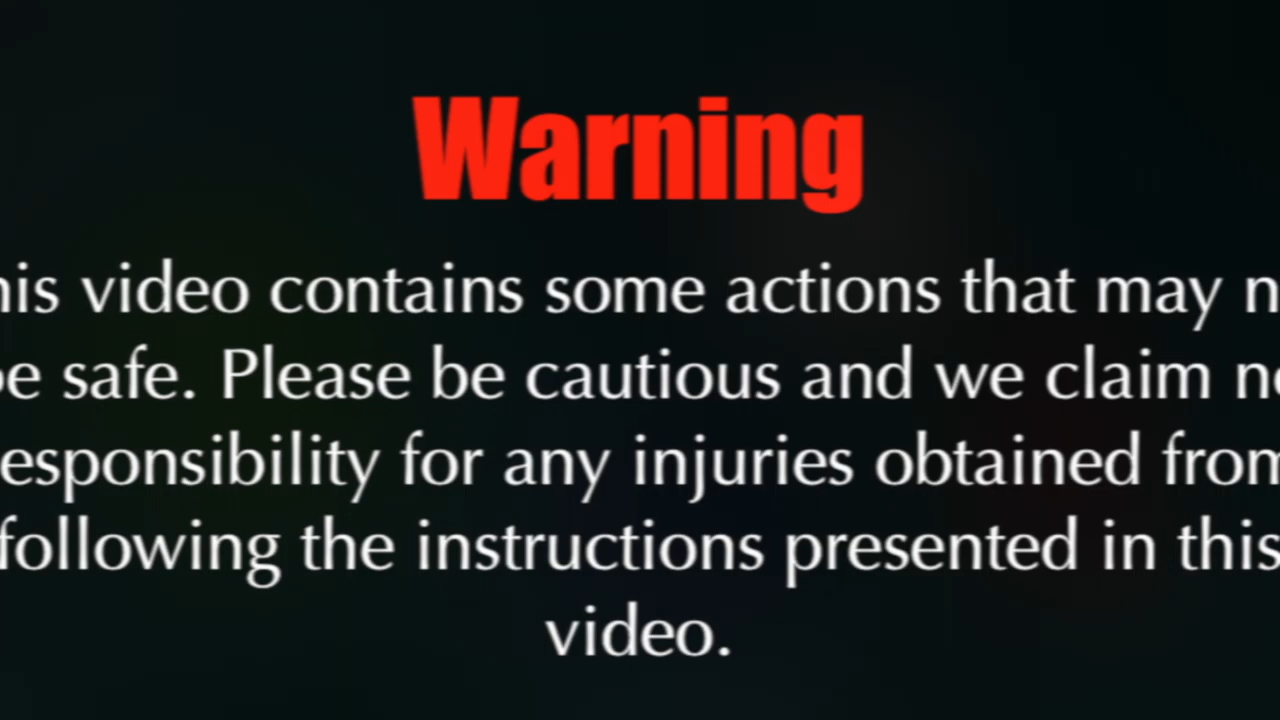 Warning
his video contains some actions that may n
be safe. Please be cautious and we claim no
esponsibility for any injuries obtained from
following the instructions presented in this
video.